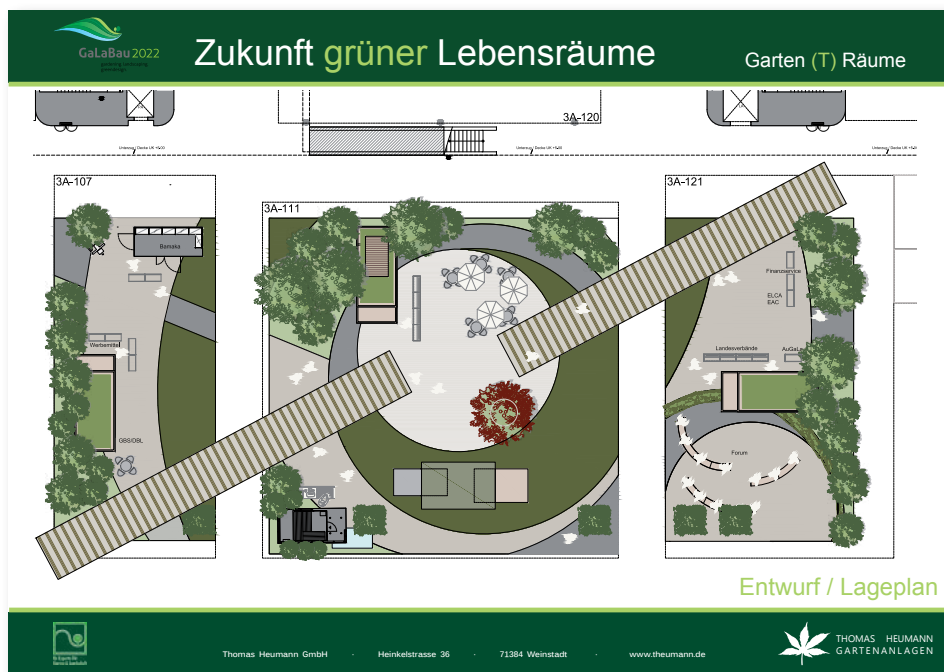 GaLaBau 2022
Zukunft grüner Lebensräume
Garten (T) Räume
3A-120
3A-107
3A-111
3A-121
Bamaka
Finanzservice
ELCA
EAC
Werbemittel
Landesverbände
AuGaLa
GBS/DBL
Forum
Entwurf / Lageplan
Thomas Heumann GmbH · Heinkelstrasse 36 · 71384 Weinstadt · www.theumann.de
THOMAS HEUMANN
GARTENANLAGEN